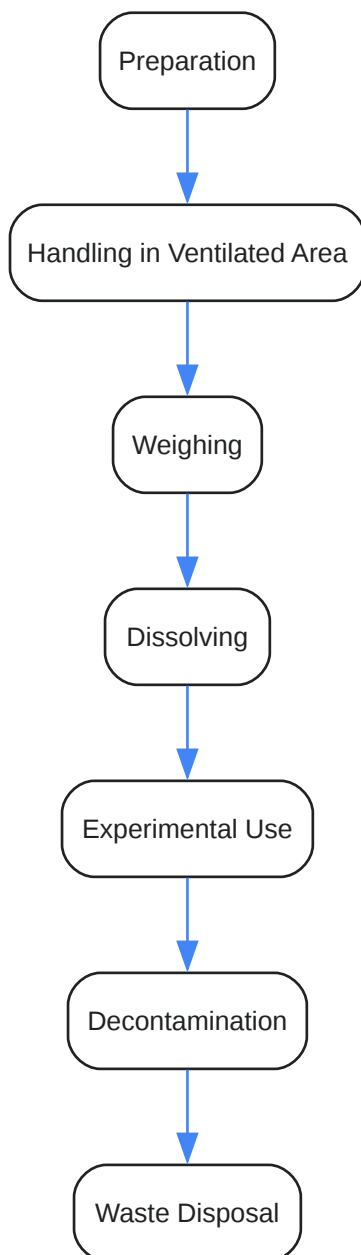 Preparation
Handling in Ventilated Area
Weighing
Dissolving
Experimental Use
Decontamination
Waste Disposal